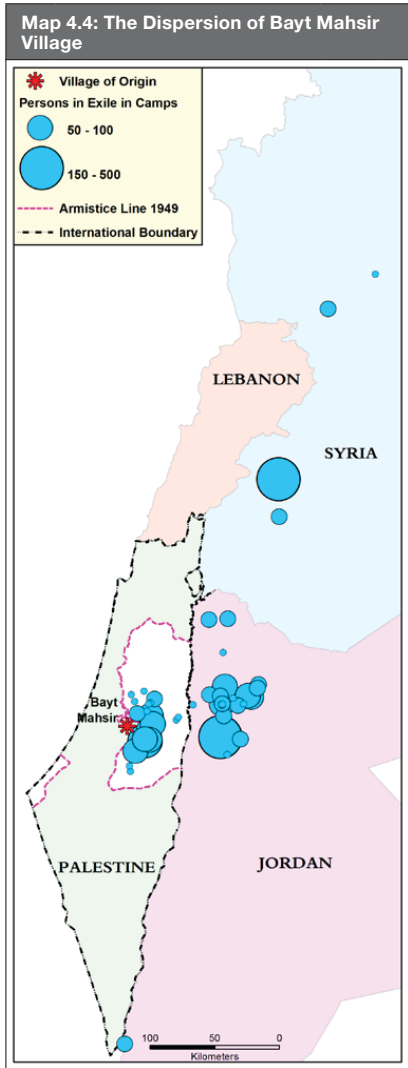 Map 4.4: The Dispersion of Bayt Mahsir
Village
Village of Origin
Persons in Exile in Camps
50 - 100
150 - 500
Armistice Line 1949
International Boundary
LEBANON
SYRIA
Bayt
Mahsir
PALESTINE
JORDAN
100 50 0
Kilometers